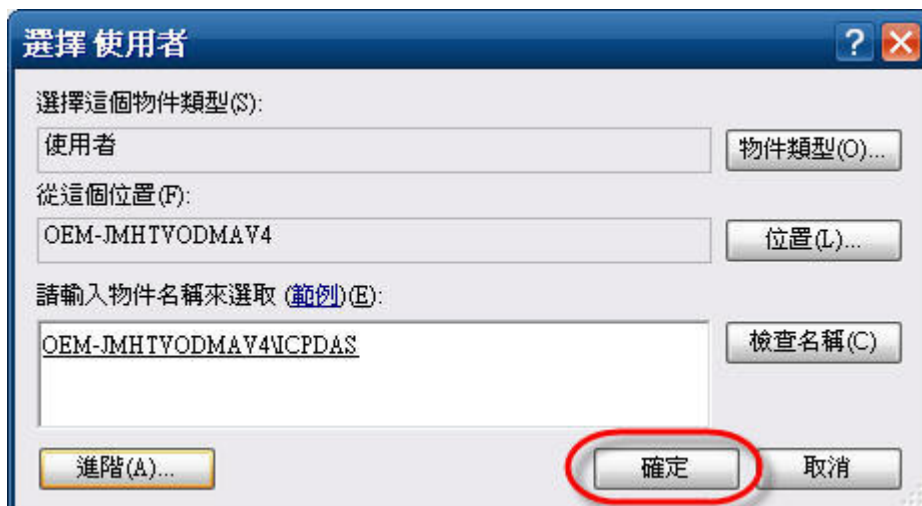 選擇 使用者
選擇這個物件類型(S):
使用者
物件類型(O)...
從這個位置(F):
OEM-JMHTVODMAV4
位置(L)...
請輸入物件名稱來選取 (範例)(E):
OEM-JMHTVODMAV4\ICPDAS
檢查名稱(C)
進階(A)...
確定
取消